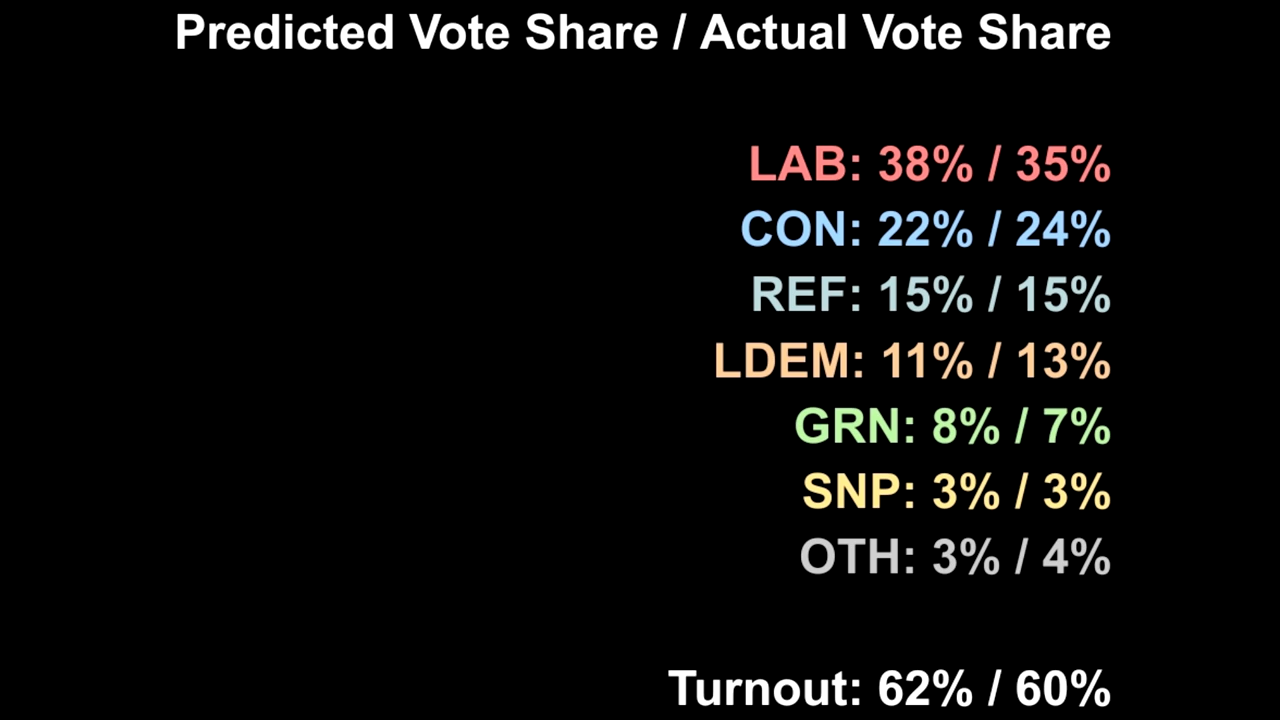 Predicted Vote Share / Actual Vote Share
LAB: 38% / 35%
CON: 22% / 24%
REF: 15% / 15%
LDEM: 11% / 13%
GRN: 8% / 7%
SNP: 3% / 3%
OTH: 3% / 4%
Turnout: 62% / 60%